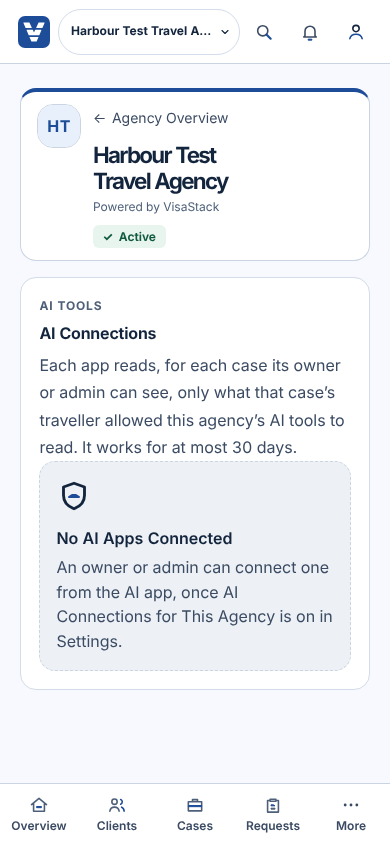 Harbour Test Travel A...
HT
← Agency Overview
Harbour Test
Travel Agency
Powered by VisaStack
✓ Active
AI TOOLS
AI Connections
Each app reads, for each case its owner
or admin can see, only what that case’s
traveller allowed this agency’s AI tools to
read. It works for at most 30 days.
No AI Apps Connected
An owner or admin can connect one
from the AI app, once AI
Connections for This Agency is on in
Settings.
Overview
Clients
Cases
Requests
More